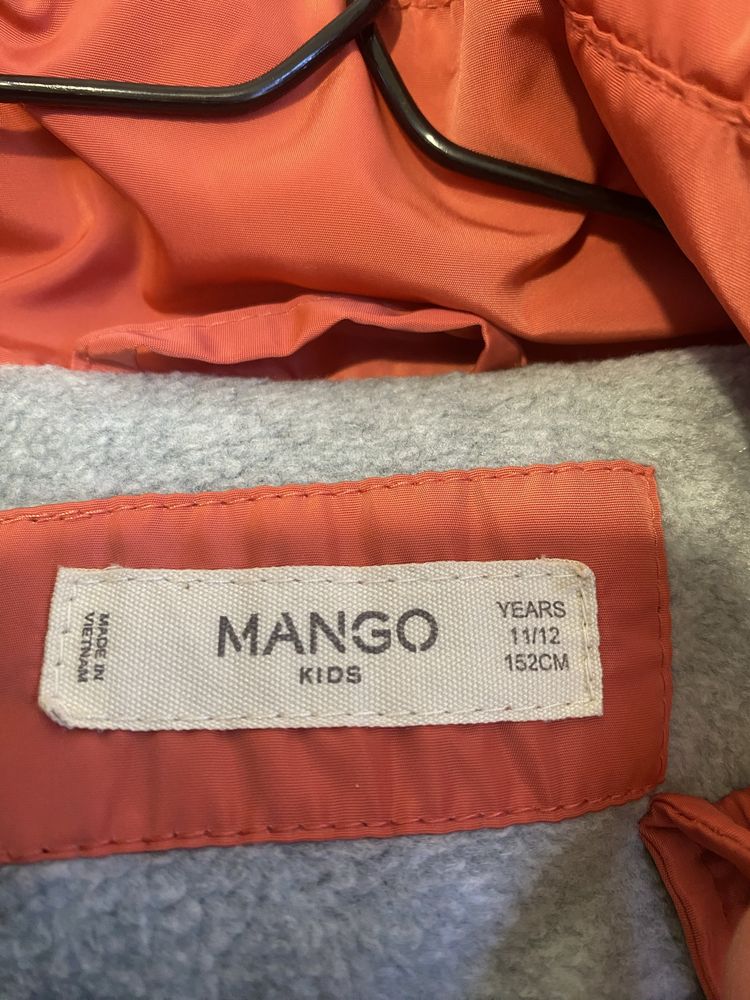 MADE IN
VIETNAM
MANGO
KIDS
YEARS
11/12
152CM